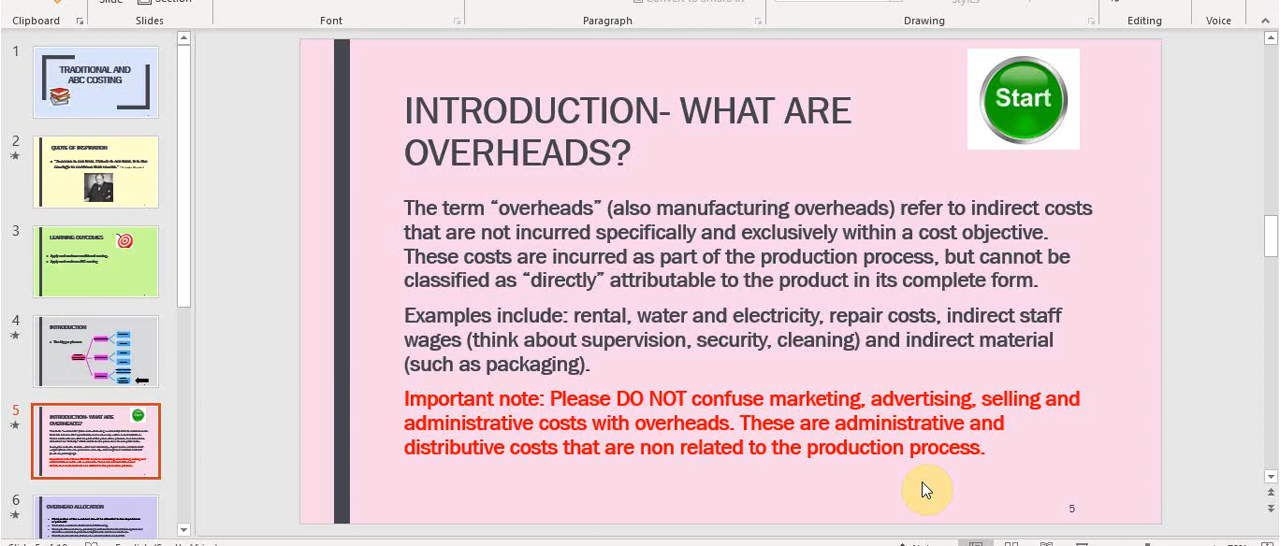 Clipboard
Slides
Font
Paragraph
Drawing
Editing
Voice
1
TRADITIONAL AND
ABC COSTING
2
QUOTE OF INSPIRATION
3
LEARNING OUTCOMES
4
INTRODUCTION
5
INTRODUCTION- WHAT ARE
OVERHEADS?
Start
6
OVERHEAD ALLOCATION
INTRODUCTION- WHAT ARE
OVERHEADS?
Start
The term “overheads” (also manufacturing overheads) refer to indirect costs
that are not incurred specifically and exclusively within a cost objective.
These costs are incurred as part of the production process, but cannot be
classified as “directly” attributable to the product in its complete form.
Examples include: rental, water and electricity, repair costs, indirect staff
wages (think about supervision, security, cleaning) and indirect material
(such as packaging).
Important note: Please DO NOT confuse marketing, advertising, selling and
administrative costs with overheads. These are administrative and
distributive costs that are non related to the production process.
5